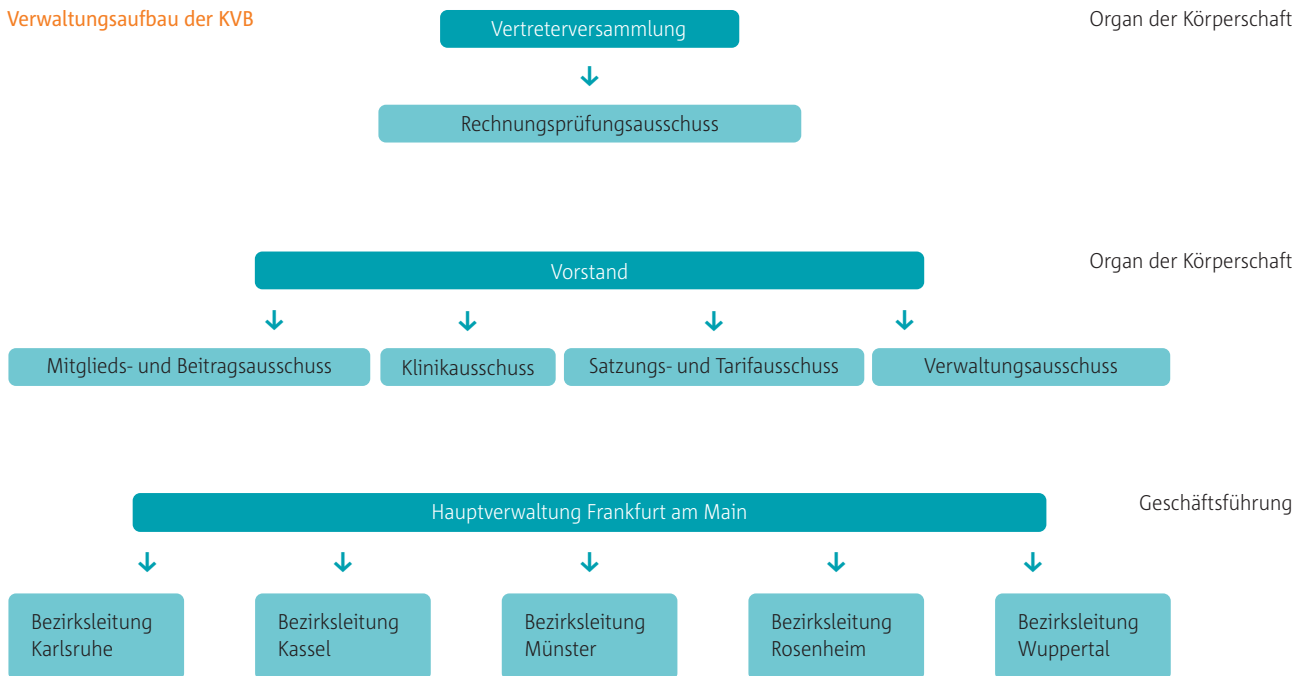 Verwaltungsaufbau der KVB
Vertreterversammlung
Organ der Körperschaft
Rechnungsprüfungsausschuss
Vorstand
Organ der Körperschaft
Mitglieds- und Beitragsausschuss
Klinikausschuss
Satzungs- und Tarifausschuss
Verwaltungsausschuss
Hauptverwaltung Frankfurt am Main
Geschäftsführung
Bezirksleitung
Karlsruhe
Bezirksleitung
Kassel
Bezirksleitung
Münster
Bezirksleitung
Rosenheim
Bezirksleitung
Wuppertal